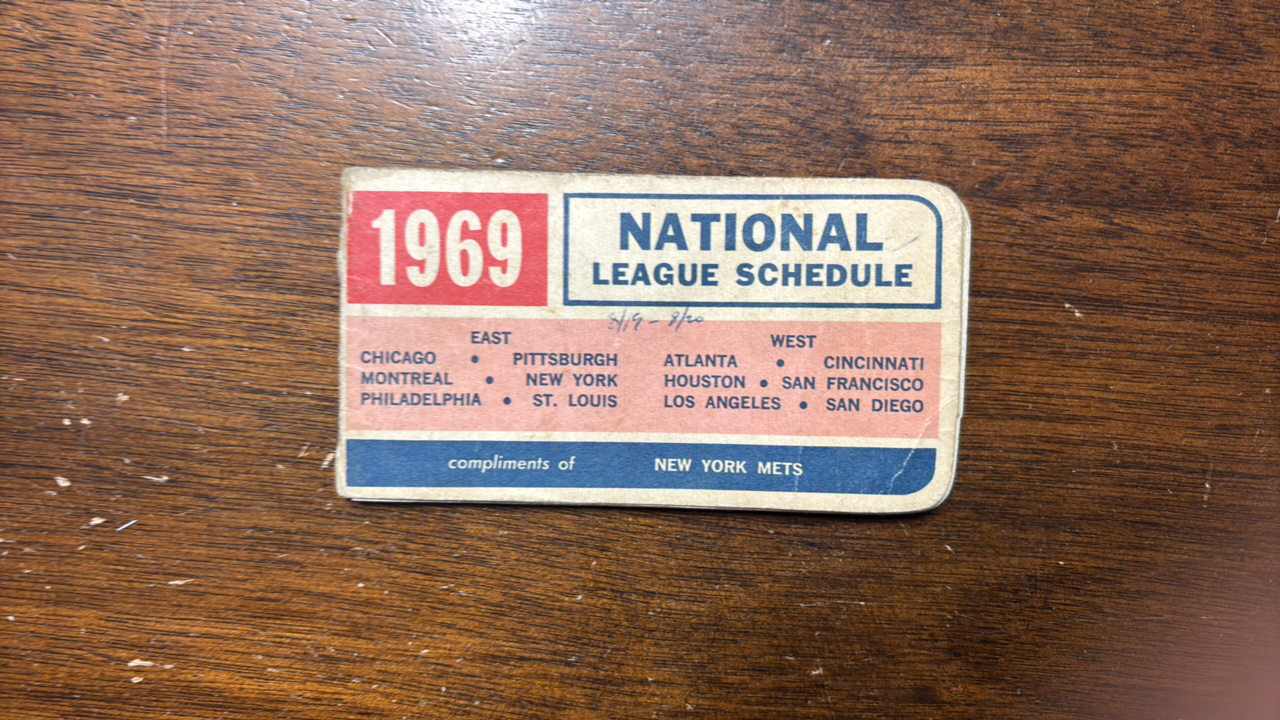 1969
NATIONAL
LEAGUE SCHEDULE
8/19 - 8/20
EAST
CHICAGO • PITTSBURGH
MONTREAL • NEW YORK
PHILADELPHIA • ST. LOUIS
WEST
ATLANTA • CINCINNATI
HOUSTON • SAN FRANCISCO
LOS ANGELES • SAN DIEGO
compliments of NEW YORK METS